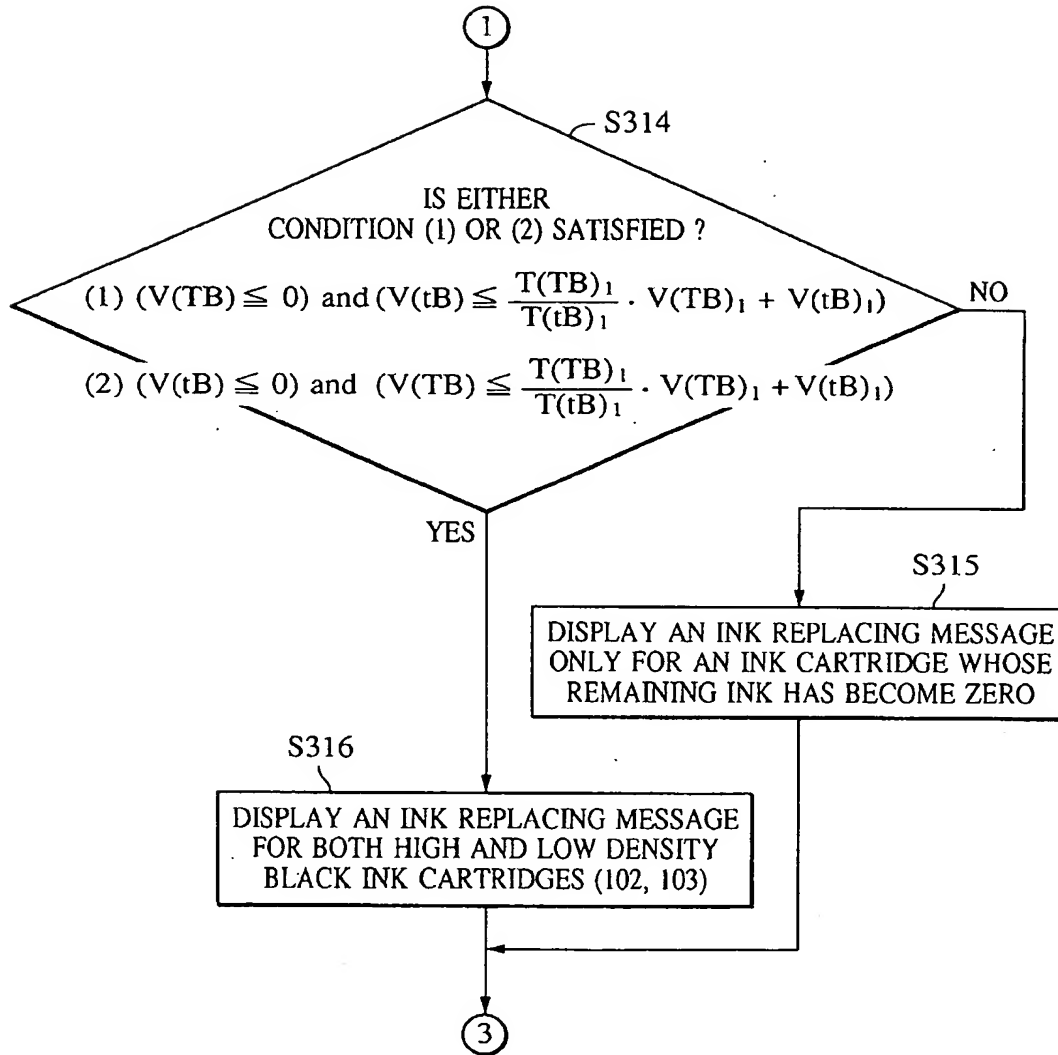 1
S314
IS EITHER
CONDITION (1) OR (2) SATISFIED ?
(1) (V(TB) ≦ 0) and (V(tB) ≦ T(TB)₁/T(tB)₁ · V(TB)₁ + V(tB)₁)
NO
(2) (V(tB) ≦ 0) and (V(TB) ≦ T(TB)₁/T(tB)₁ · V(TB)₁ + V(tB)₁)
YES
S315
DISPLAY AN INK REPLACING MESSAGE
ONLY FOR AN INK CARTRIDGE WHOSE
REMAINING INK HAS BECOME ZERO
S316
DISPLAY AN INK REPLACING MESSAGE
FOR BOTH HIGH AND LOW DENSITY
BLACK INK CARTRIDGES (102, 103)
3